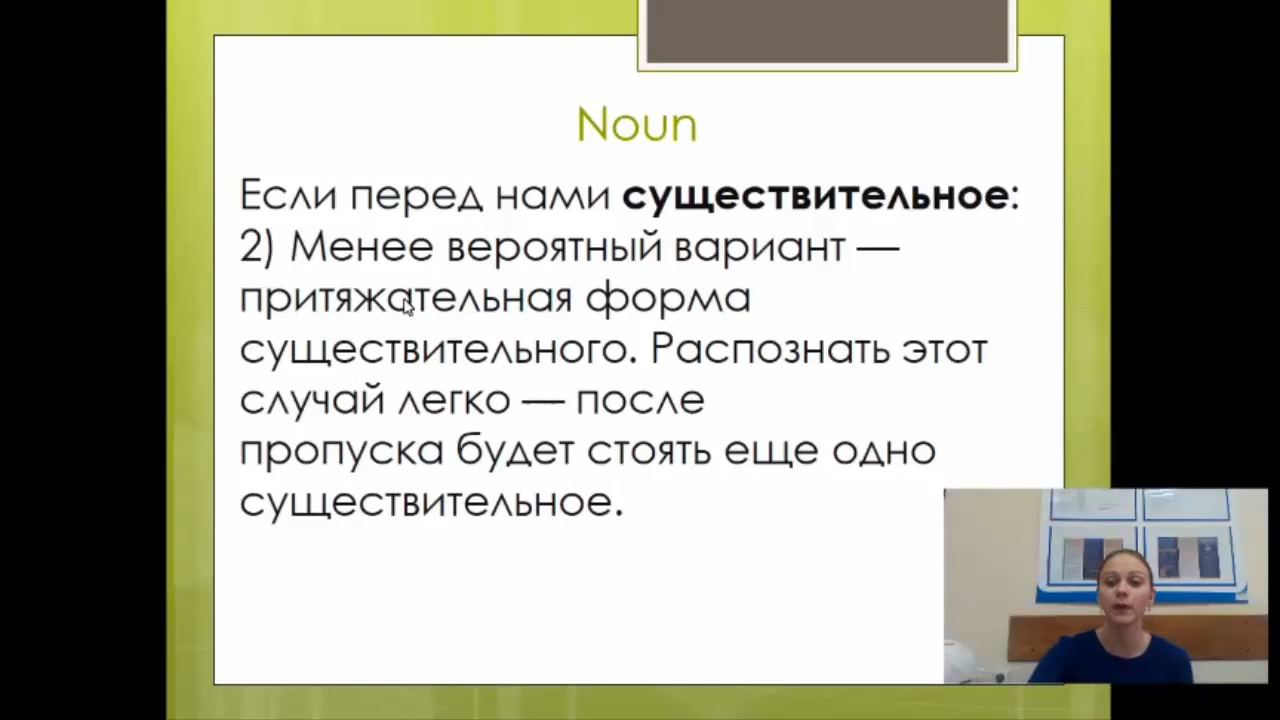 Noun
Если перед нами существительное:
2) Менее вероятный вариант —
притяжательная форма
существительного. Распознать этот
случай легко — после
пропуска будет стоять еще одно
существительное.